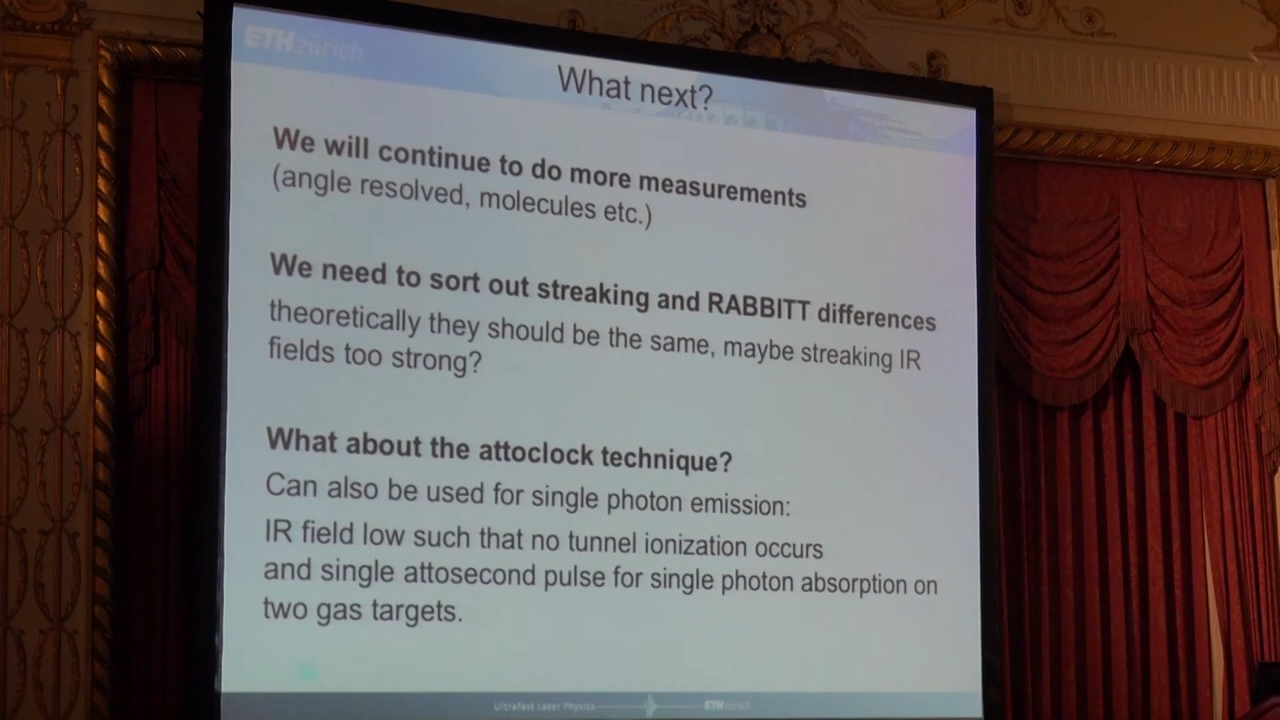 ETH zürich
What next?
We will continue to do more measurements
(angle resolved, molecules etc.)
We need to sort out streaking and RABBITT differences
theoretically they should be the same, maybe streaking IR
fields too strong?
What about the attoclock technique?
Can also be used for single photon emission:
IR field low such that no tunnel ionization occurs
and single attosecond pulse for single photon absorption on
two gas targets.
Ultrafast Laser Physics ETH zürich